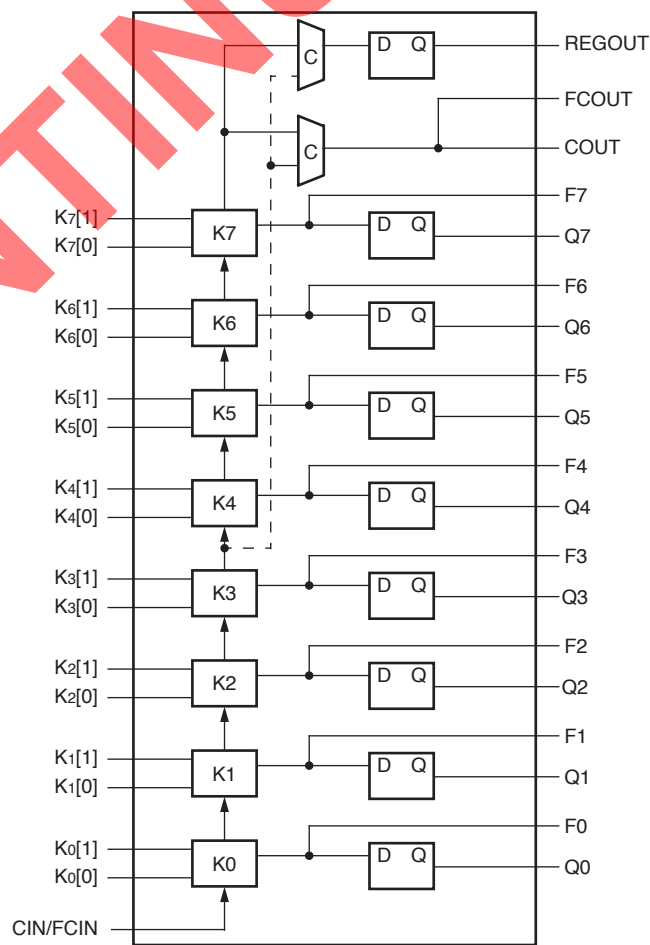 C D Q REGOUT
FCOUT
C COUT
F7
K7[1]
K7 D Q Q7
K7[0]
F6
K6[1]
K6 D Q Q6
K6[0]
F5
K5[1]
K5 D Q Q5
K5[0]
F4
K4[1]
K4 D Q Q4
K4[0]
F3
K3[1]
K3 D Q Q3
K3[0]
F2
K2[1]
K2 D Q Q2
K2[0]
F1
K1[1]
K1 D Q Q1
K1[0]
F0
K0[1]
K0 D Q Q0
K0[0]
CIN/FCIN